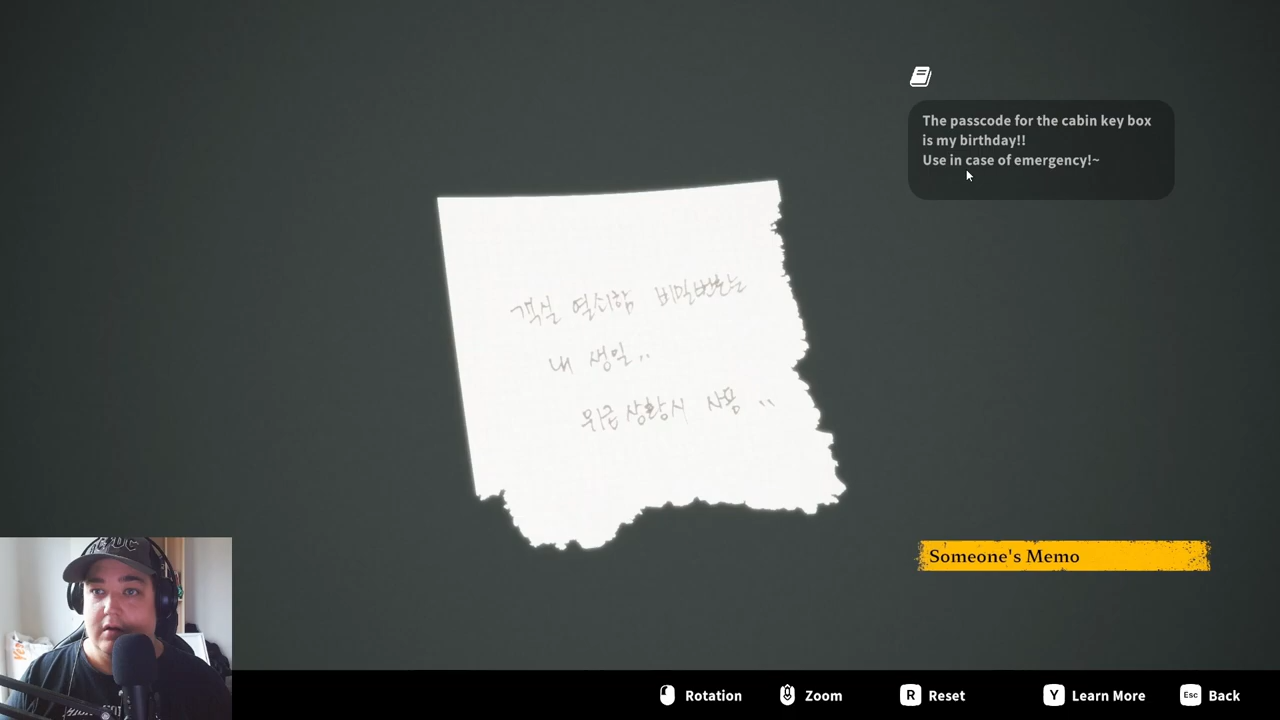 The passcode for the cabin key box
is my birthday!!
Use in case of emergency!~
객실 열쇠함 비밀번호는
내 생일..
위급 상황시 사용 ..
Someone's Memo
Rotation
Zoom
R Reset
Y Learn More
Esc Back